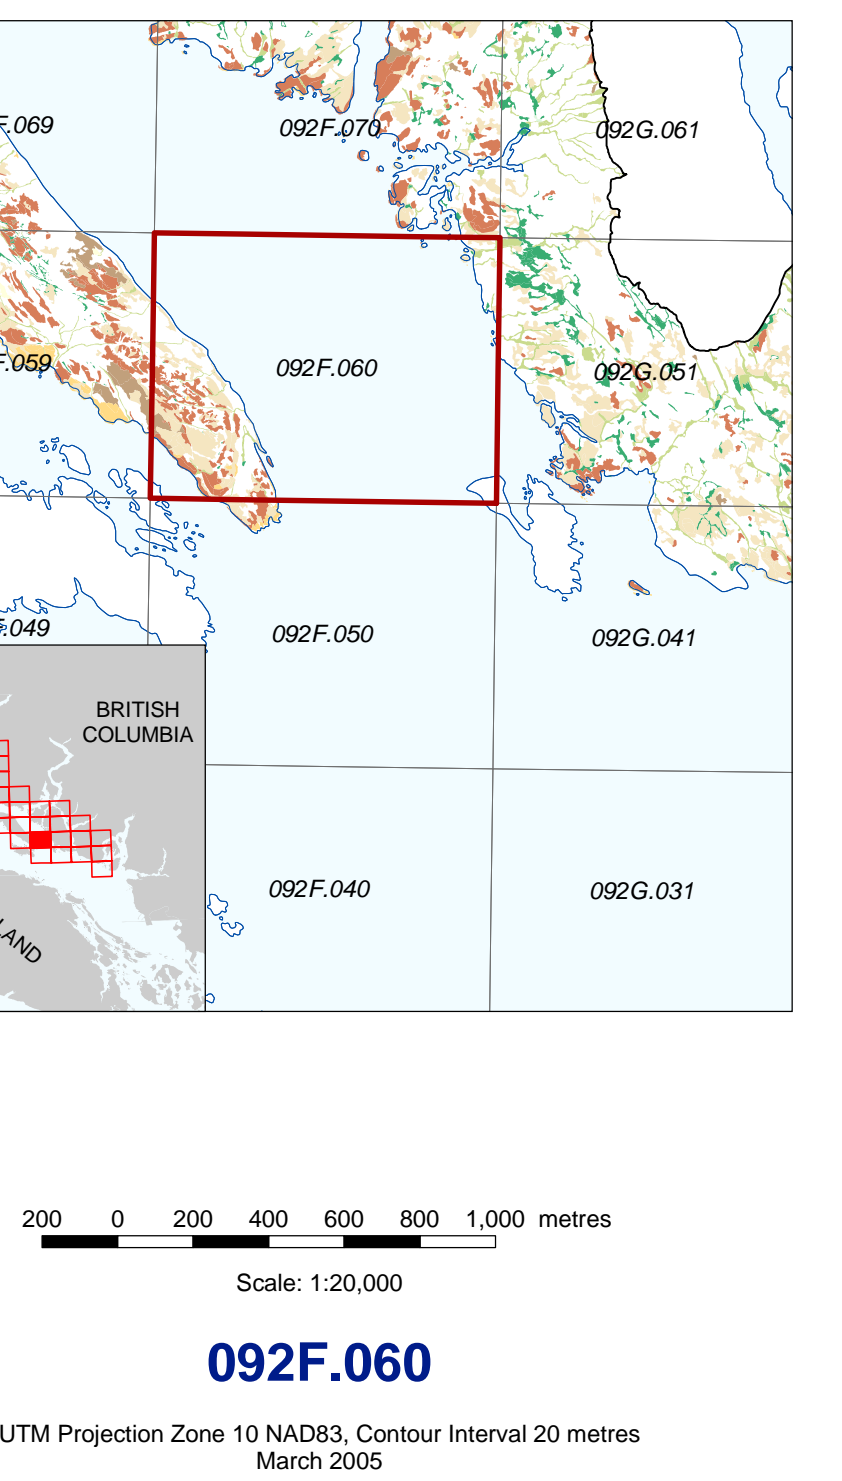 F.069
092F.070
092G.061
F.059
092F.060
092G.051
F.049
092F.050
092G.041
BRITISH
COLUMBIA
092F.040
092G.031
LAND
200 0 200 400 600 800 1,000 metres
Scale: 1:20,000
092F.060
UTM Projection Zone 10 NAD83, Contour Interval 20 metres
March 2005